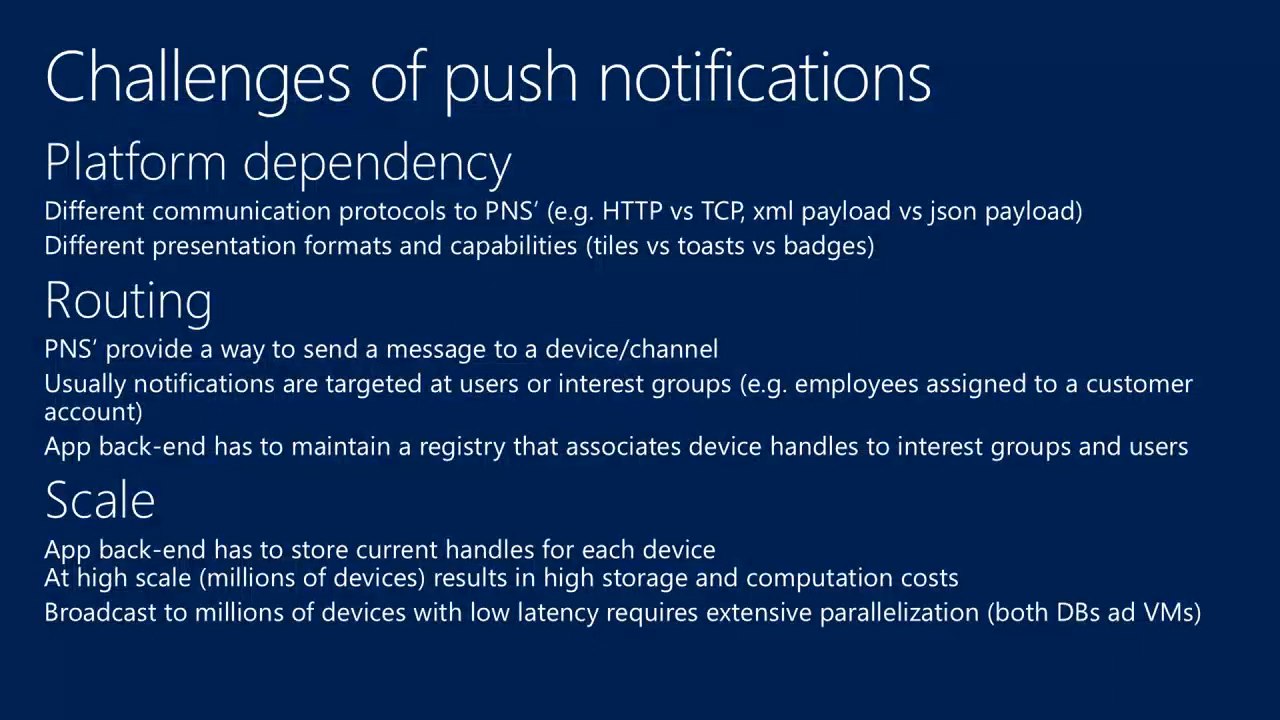 Challenges of push notifications
Platform dependency
Different communication protocols to PNS’ (e.g. HTTP vs TCP, xml payload vs json payload)
Different presentation formats and capabilities (tiles vs toasts vs badges)
Routing
PNS’ provide a way to send a message to a device/channel
Usually notifications are targeted at users or interest groups (e.g. employees assigned to a customer
account)
App back-end has to maintain a registry that associates device handles to interest groups and users
Scale
App back-end has to store current handles for each device
At high scale (millions of devices) results in high storage and computation costs
Broadcast to millions of devices with low latency requires extensive parallelization (both DBs ad VMs)